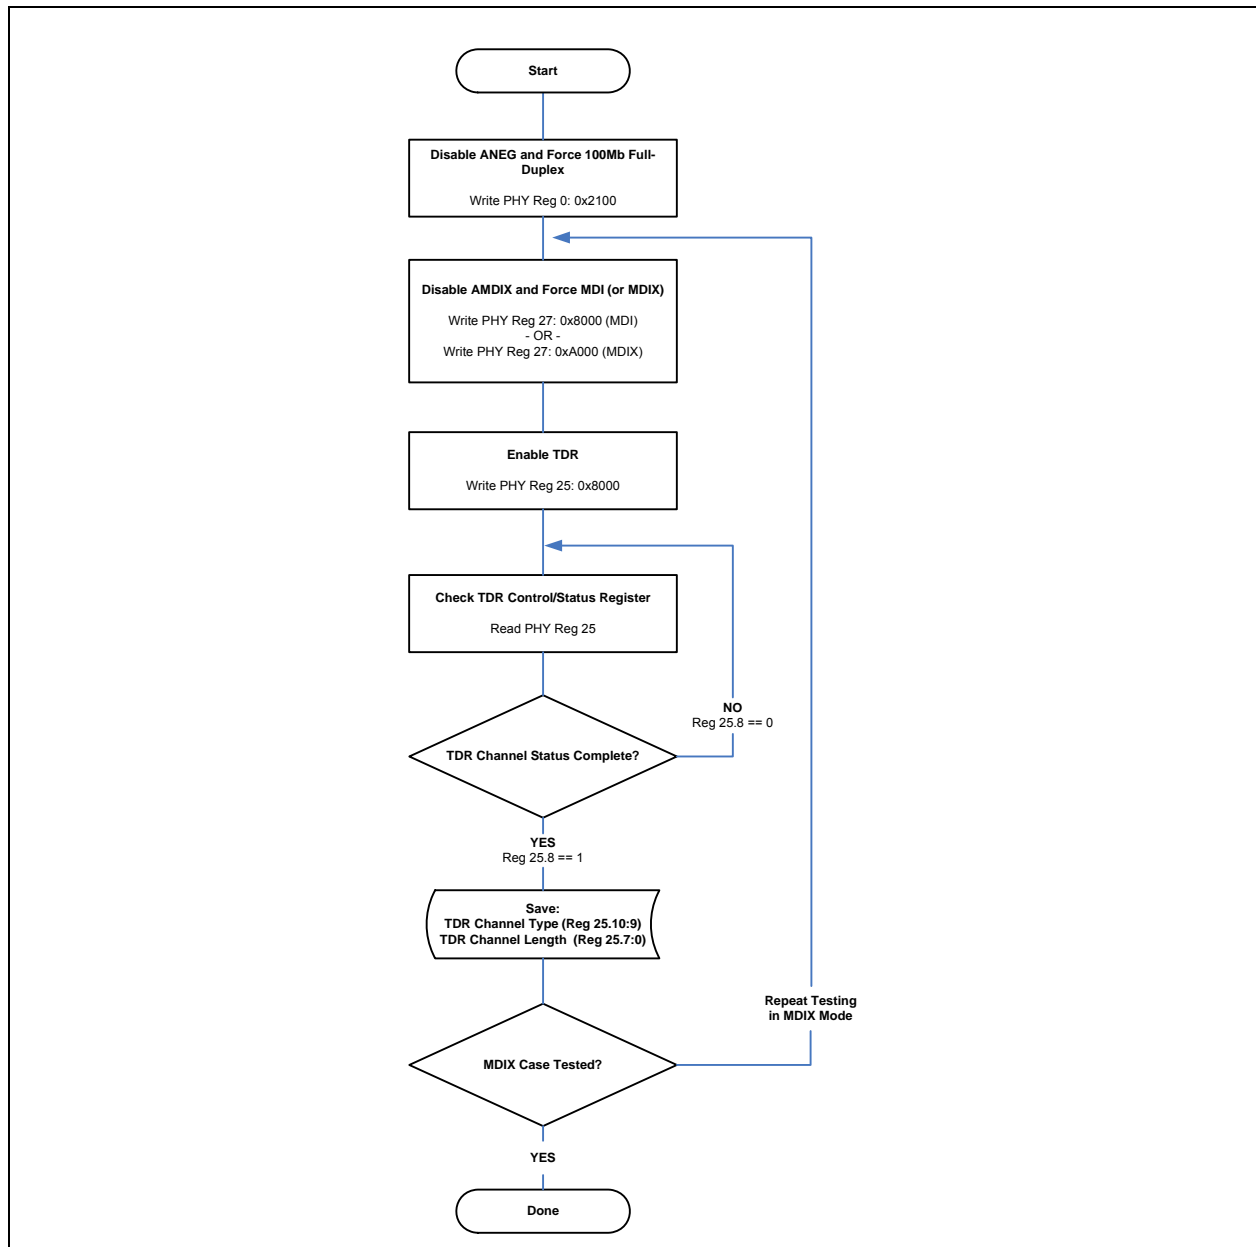 Start
Disable ANEG and Force 100Mb Full-
Duplex
Write PHY Reg 0: 0x2100
Disable AMDIX and Force MDI (or MDIX)
Write PHY Reg 27: 0x8000 (MDI)
- OR -
Write PHY Reg 27: 0xA000 (MDIX)
Enable TDR
Write PHY Reg 25: 0x8000
Check TDR Control/Status Register
Read PHY Reg 25
NO
Reg 25.8 == 0
TDR Channel Status Complete?
YES
Reg 25.8 == 1
Save:
TDR Channel Type (Reg 25.10:9)
TDR Channel Length (Reg 25.7:0)
Repeat Testing
in MDIX Mode
MDIX Case Tested?
YES
Done